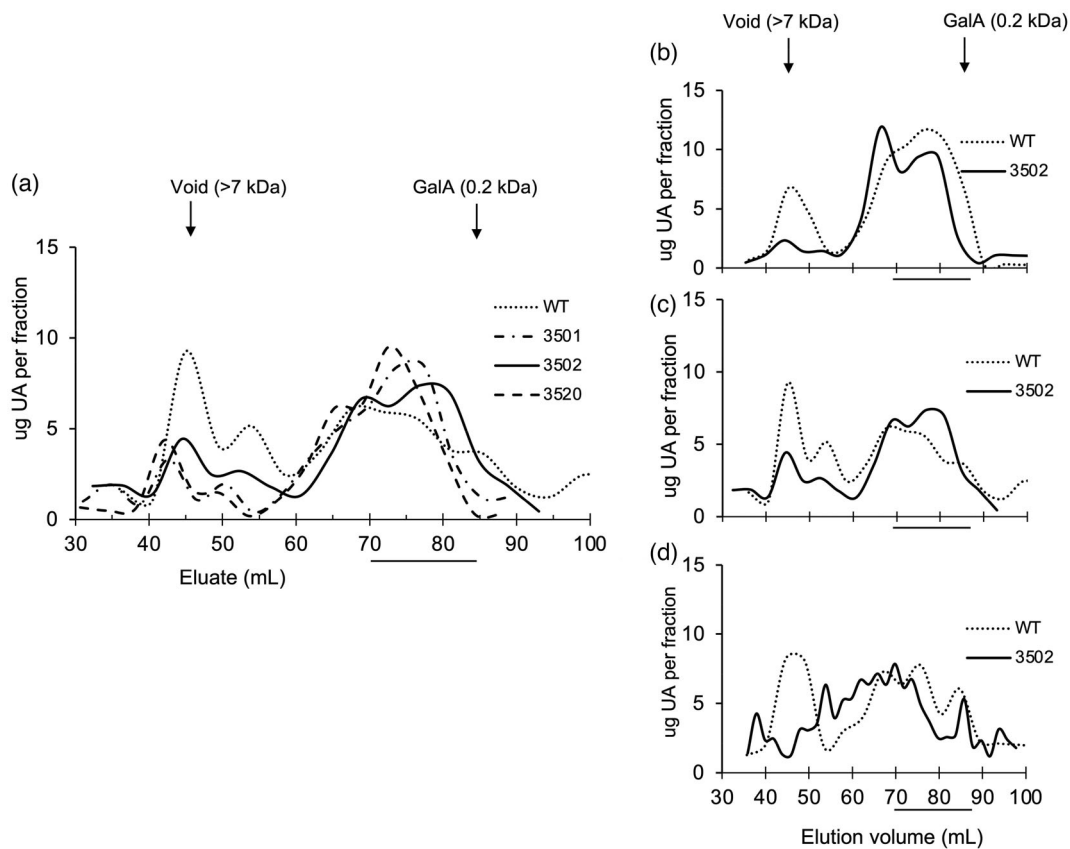 (a)
Void (>7 kDa)
GalA (0.2 kDa)
ug UA per fraction
15
10
5
0
WT
3501
3502
3520
30 40 50 60 70 80 90 100
Eluate (mL)
Void (>7 kDa)
GalA (0.2 kDa)
(b)
ug UA per fraction
15
10
5
0
WT
3502
(c)
ug UA per fraction
15
10
5
0
WT
3502
(d)
ug UA per fraction
15
10
5
0
WT
3502
30 40 50 60 70 80 90 100
Elution volume (mL)